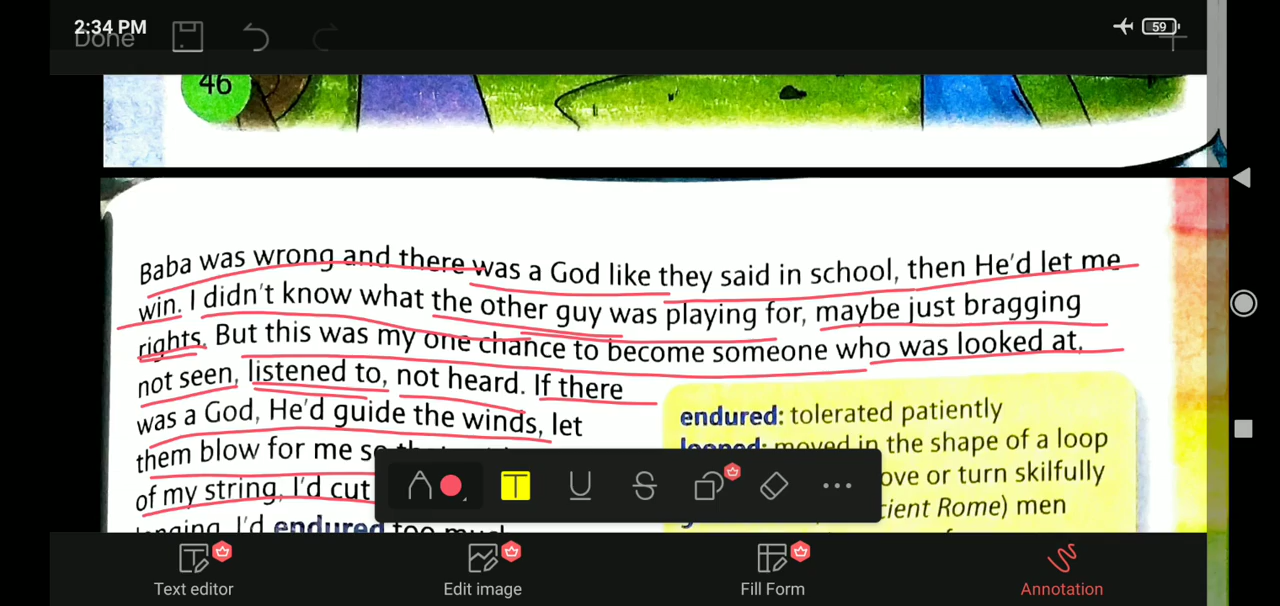 2:34 PM
59
Done
46
Baba was wrong and there was a God like they said in school, then He'd let me
win. I didn't know what the other guy was playing for, maybe just bragging
rights. But this was my one chance to become someone who was looked at,
not seen, listened to, not heard. If there
was a God, He'd guide the winds, let
them blow for me
of my string, I'd cut
longing. I'd endured too much
endured: tolerated patiently
looped: moved in the shape of a loop
ove or turn skilfully
cient Rome) men
T
U
S
Text editor
Edit image
Fill Form
Annotation